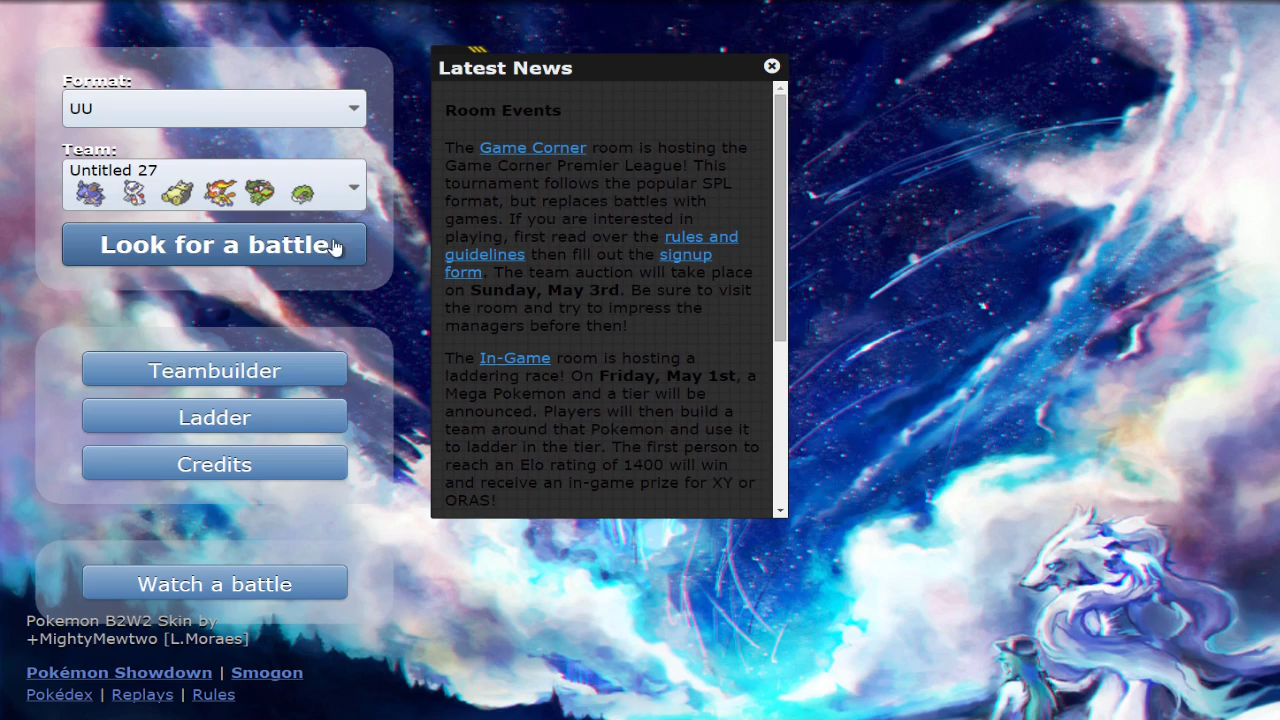 Format:
UU
Team:
Untitled 27
Look for a battle
Teambuilder
Ladder
Credits
Watch a battle
Pokemon B2W2 Skin by
+MightyMewtwo [L.Moraes]
Pokémon Showdown | Smogon
Pokédex | Replays | Rules
Latest News
Room Events
The Game Corner room is hosting the
Game Corner Premier League! This
tournament follows the popular SPL
format, but replaces battles with
games. If you are interested in
playing, first read over the rules and
guidelines then fill out the signup
form. The team auction will take place
on Sunday, May 3rd. Be sure to visit
the room and try to impress the
managers before then!
The In-Game room is hosting a
laddering race! On Friday, May 1st, a
Mega Pokemon and a tier will be
announced. Players will then build a
team around that Pokemon and use it
to ladder in the tier. The first person to
reach an Elo rating of 1400 will win
and receive an in-game prize for XY or
ORAS!